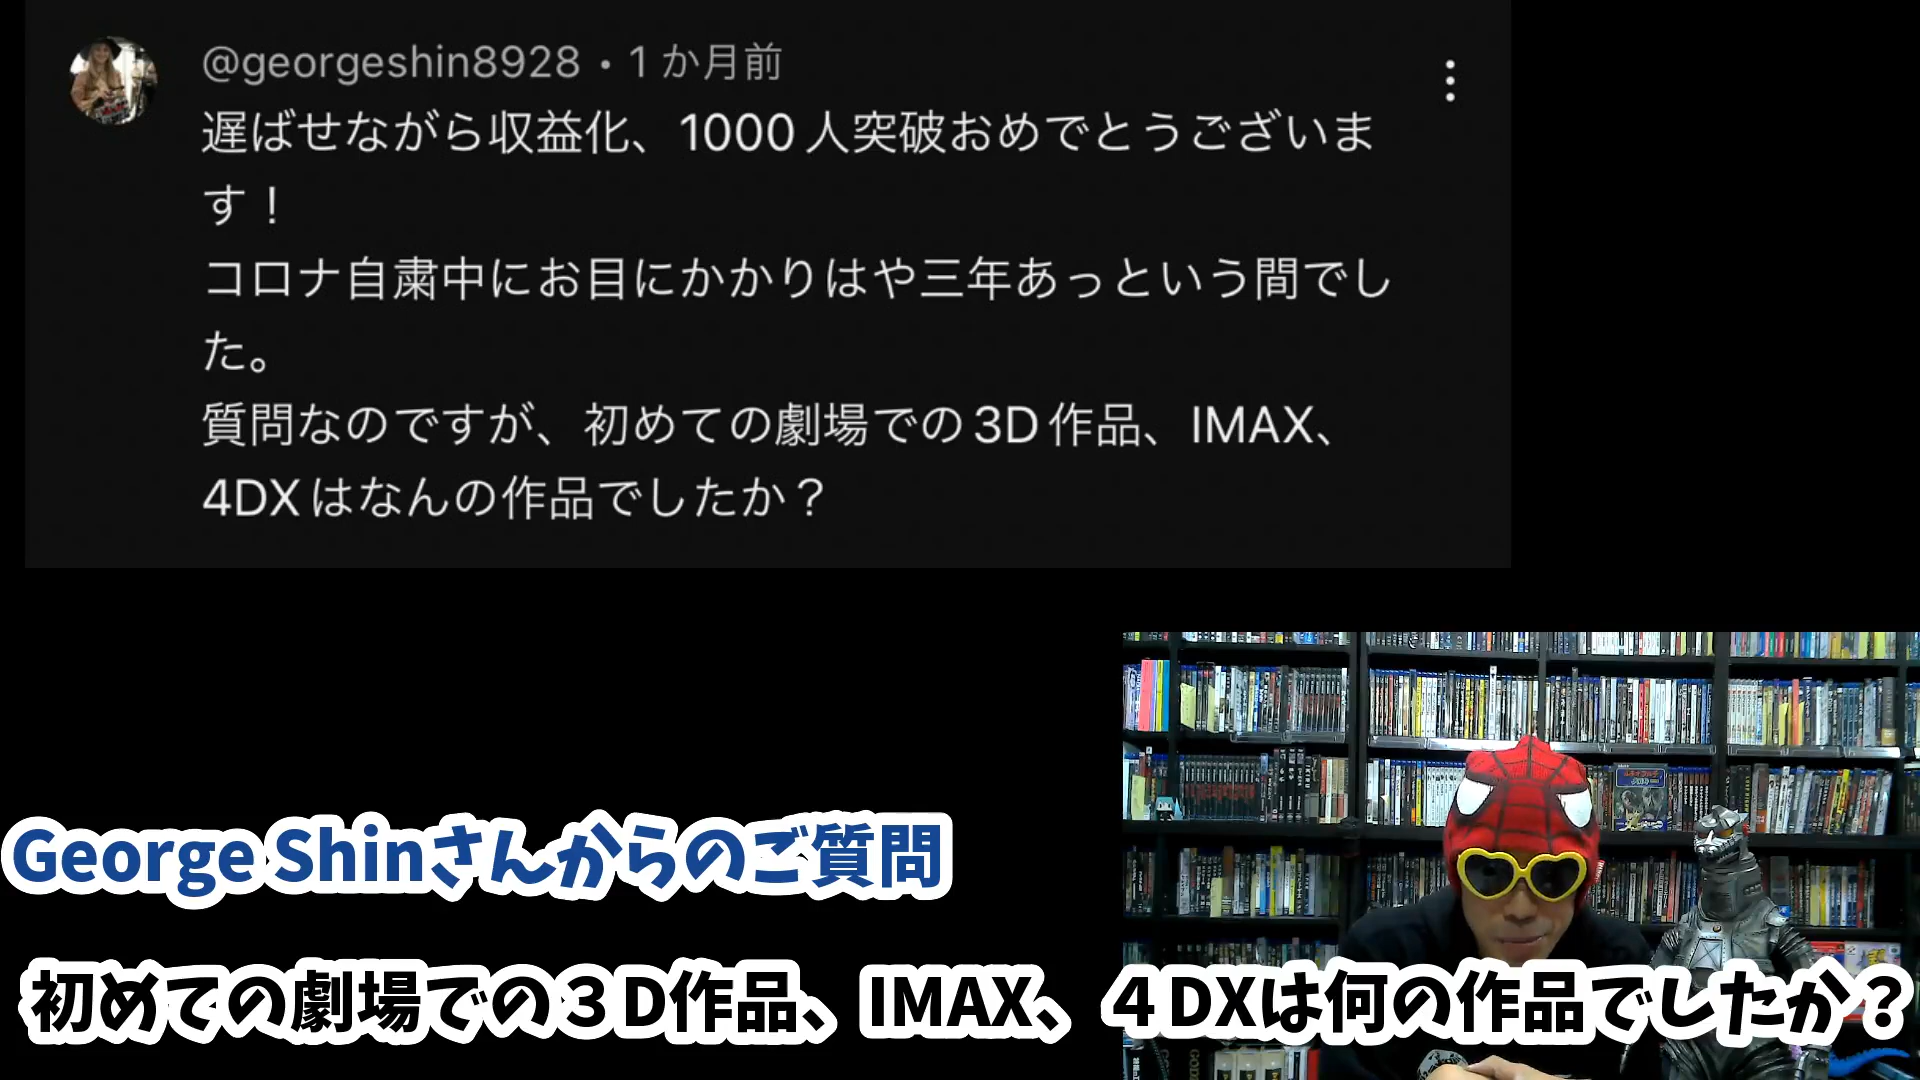 @georgeshin8928・1 か月前
遅ばせながら収益化、1000 人突破おめでとうございま
す！
コロナ自粛中にお目にかかりはや三年あっという間でし
た。
質問なのですが、初めての劇場での 3D 作品、IMAX、
4DX はなんの作品でしたか？
George Shinさんからのご質問
初めての劇場での３D作品、IMAX、４DXは何の作品でしたか？